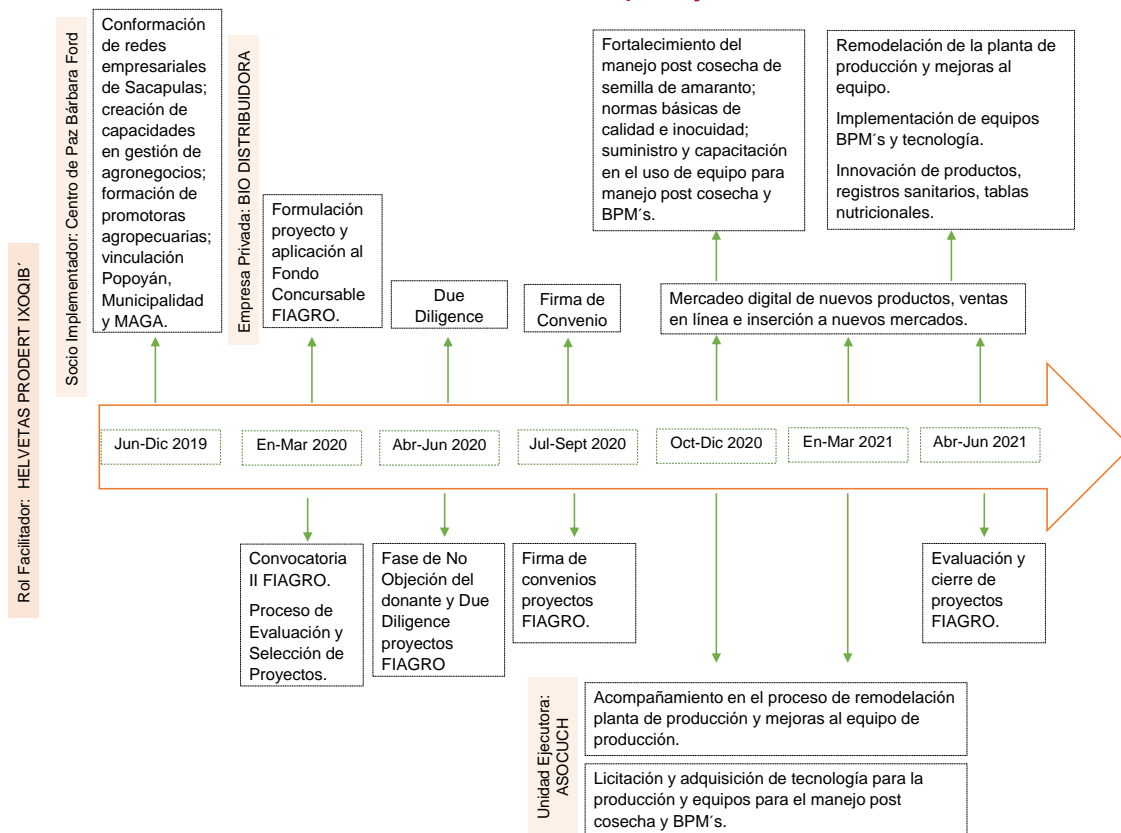 Rol Facilitador: HELVETAS PRODERT IXOQIB´
Socio Implementador: Centro de Paz Bárbara Ford
Conformación
de redes
empresariales
de Sacapulas;
creación de
capacidades
en gestión de
agronegocios;
formación de
promotoras
agropecuarias;
vinculación
Popoyán,
Municipalidad
y MAGA.
Empresa Privada: BIO DISTRIBUIDORA
Formulación
proyecto y
aplicación al
Fondo
Concursable
FIAGRO.
Due
Diligence
Firma de
Convenio
Fortalecimiento del
manejo post cosecha de
semilla de amaranto;
normas básicas de
calidad e inocuidad;
suministro y capacitación
en el uso de equipo para
manejo post cosecha y
BPM´s.
Remodelación de la planta de
producción y mejoras al
equipo.
Implementación de equipos
BPM´s y tecnología.
Innovación de productos,
registros sanitarios, tablas
nutricionales.
Mercadeo digital de nuevos productos, ventas
en línea e inserción a nuevos mercados.
Jun-Dic 2019
En-Mar 2020
Abr-Jun 2020
Jul-Sept 2020
Oct-Dic 2020
En-Mar 2021
Abr-Jun 2021
Convocatoria
II FIAGRO.
Proceso de
Evaluación y
Selección de
Proyectos.
Fase de No
Objeción del
donante y Due
Diligence
proyectos
FIAGRO
Firma de
convenios
proyectos
FIAGRO.
Evaluación y
cierre de
proyectos
FIAGRO.
Unidad Ejecutora:
ASOCUCH
Acompañamiento en el proceso de remodelación
planta de producción y mejoras al equipo de
producción.
Licitación y adquisición de tecnología para la
producción y equipos para el manejo post
cosecha y BPM´s.